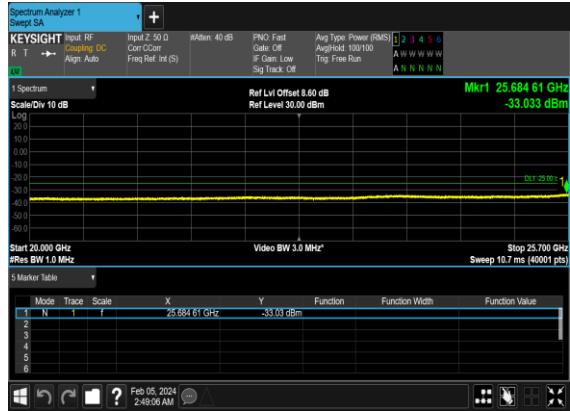 Spectrum Analyzer 1
Swept SA
+
KEYSIGHT Input: RF Input Z: 50 Ω #Atten: 40 dB PNO: Fast Avg Type: Power (RMS) 1 2 3 4 5 6
R T Coupling: DC Corr CCorr Gate: Off Avg|Hold: 100/100 A W W W W W
Align: Auto Freq Ref: Int (S) IF Gain: Low Trig: Free Run
LXI Sig Track: Off A N N N N N
1 Spectrum Ref Lvl Offset 8.60 dB Mkr1 25.684 61 GHz
Scale/Div 10 dB Ref Level 30.00 dBm -33.033 dBm
Log
20.0
10.0
0.00
-10.0
-20.0
DL1 -25.00
1
-30.0
-40.0
-50.0
-60.0
Start 20.000 GHz Video BW 3.0 MHz* Stop 25.700 GHz
#Res BW 1.0 MHz Sweep 10.7 ms (40001 pts)
5 Marker Table
Mode Trace Scale X Y Function Function Width Function Value
1 N 1 f 25.684 61 GHz -33.03 dBm
2
3
4
5
6
? Feb 05, 2024
2:49:06 AM